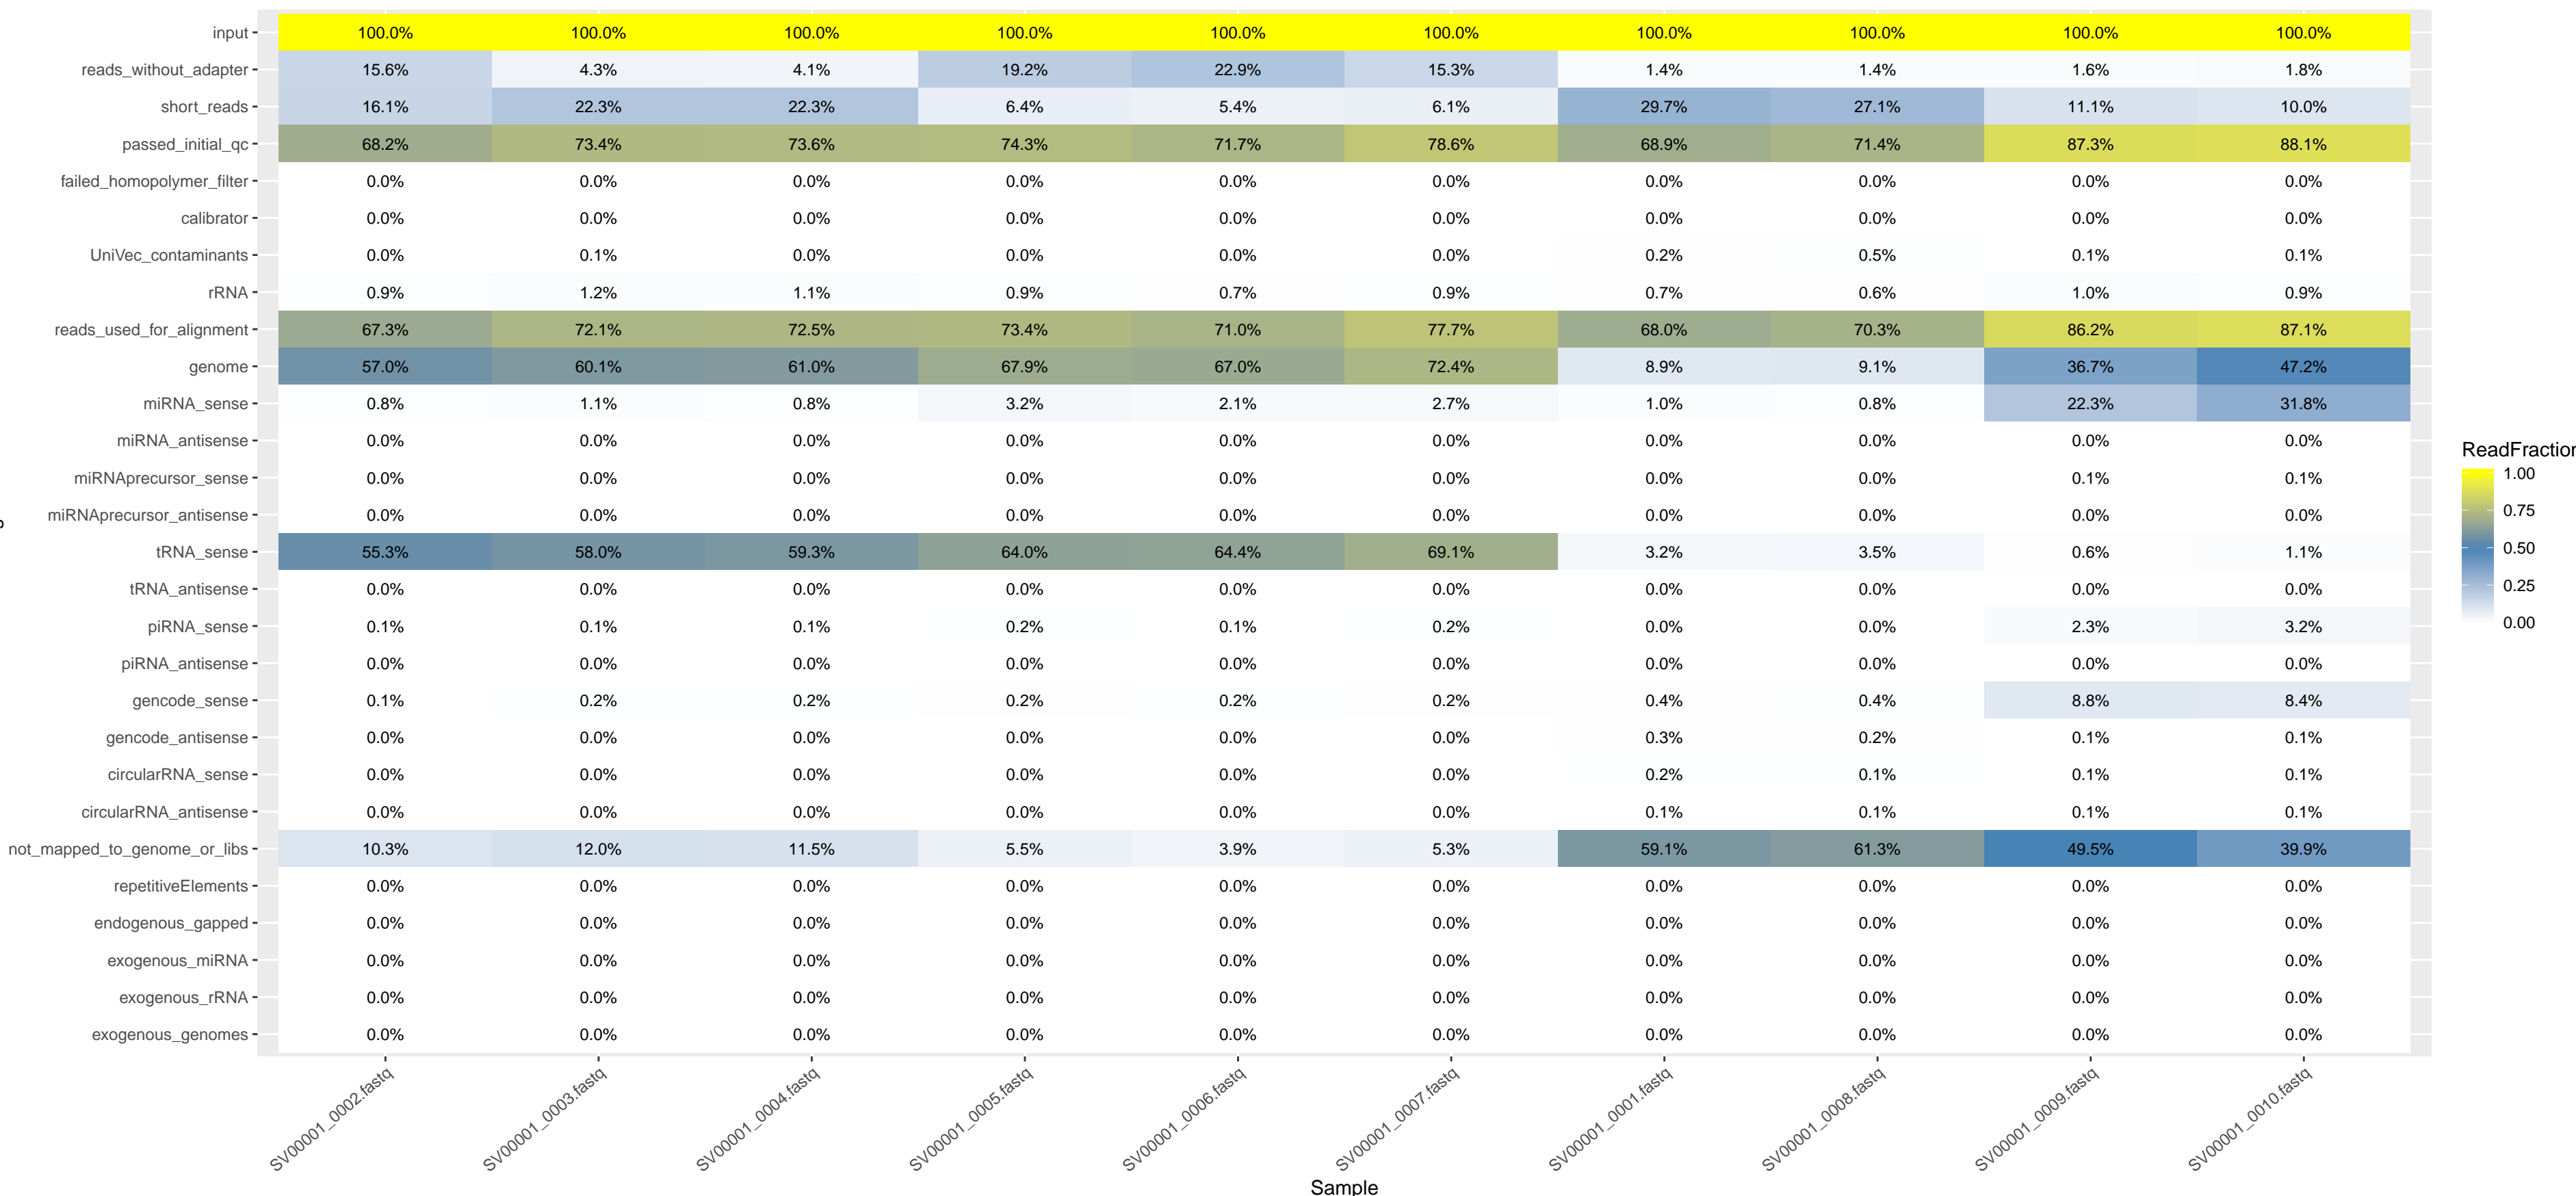 input 100.0% 100.0% 100.0% 100.0% 100.0% 100.0% 100.0% 100.0% 100.0% 100.0%
reads_without_adapter 15.6% 4.3% 4.1% 19.2% 22.9% 15.3% 1.4% 1.4% 1.6% 1.8%
short_reads 16.1% 22.3% 22.3% 6.4% 5.4% 6.1% 29.7% 27.1% 11.1% 10.0%
passed_initial_qc 68.2% 73.4% 73.6% 74.3% 71.7% 78.6% 68.9% 71.4% 87.3% 88.1%
failed_homopolymer_filter 0.0% 0.0% 0.0% 0.0% 0.0% 0.0% 0.0% 0.0% 0.0% 0.0%
calibrator 0.0% 0.0% 0.0% 0.0% 0.0% 0.0% 0.0% 0.0% 0.0% 0.0%
UniVec_contaminants 0.0% 0.1% 0.0% 0.0% 0.0% 0.0% 0.2% 0.5% 0.1% 0.1%
rRNA 0.9% 1.2% 1.1% 0.9% 0.7% 0.9% 0.7% 0.6% 1.0% 0.9%
reads_used_for_alignment 67.3% 72.1% 72.5% 73.4% 71.0% 77.7% 68.0% 70.3% 86.2% 87.1%
genome 57.0% 60.1% 61.0% 67.9% 67.0% 72.4% 8.9% 9.1% 36.7% 47.2%
miRNA_sense 0.8% 1.1% 0.8% 3.2% 2.1% 2.7% 1.0% 0.8% 22.3% 31.8%
miRNA_antisense 0.0% 0.0% 0.0% 0.0% 0.0% 0.0% 0.0% 0.0% 0.0% 0.0%
miRNAprecursor_sense 0.0% 0.0% 0.0% 0.0% 0.0% 0.0% 0.0% 0.0% 0.1% 0.1%
miRNAprecursor_antisense 0.0% 0.0% 0.0% 0.0% 0.0% 0.0% 0.0% 0.0% 0.0% 0.0%
tRNA_sense 55.3% 58.0% 59.3% 64.0% 64.4% 69.1% 3.2% 3.5% 0.6% 1.1%
tRNA_antisense 0.0% 0.0% 0.0% 0.0% 0.0% 0.0% 0.0% 0.0% 0.0% 0.0%
piRNA_sense 0.1% 0.1% 0.1% 0.2% 0.1% 0.2% 0.0% 0.0% 2.3% 3.2%
piRNA_antisense 0.0% 0.0% 0.0% 0.0% 0.0% 0.0% 0.0% 0.0% 0.0% 0.0%
gencode_sense 0.1% 0.2% 0.2% 0.2% 0.2% 0.2% 0.4% 0.4% 8.8% 8.4%
gencode_antisense 0.0% 0.0% 0.0% 0.0% 0.0% 0.0% 0.3% 0.2% 0.1% 0.1%
circularRNA_sense 0.0% 0.0% 0.0% 0.0% 0.0% 0.0% 0.2% 0.1% 0.1% 0.1%
circularRNA_antisense 0.0% 0.0% 0.0% 0.0% 0.0% 0.0% 0.1% 0.1% 0.1% 0.1%
not_mapped_to_genome_or_libs 10.3% 12.0% 11.5% 5.5% 3.9% 5.3% 59.1% 61.3% 49.5% 39.9%
repetitiveElements 0.0% 0.0% 0.0% 0.0% 0.0% 0.0% 0.0% 0.0% 0.0% 0.0%
endogenous_gapped 0.0% 0.0% 0.0% 0.0% 0.0% 0.0% 0.0% 0.0% 0.0% 0.0%
exogenous_miRNA 0.0% 0.0% 0.0% 0.0% 0.0% 0.0% 0.0% 0.0% 0.0% 0.0%
exogenous_rRNA 0.0% 0.0% 0.0% 0.0% 0.0% 0.0% 0.0% 0.0% 0.0% 0.0%
exogenous_genomes 0.0% 0.0% 0.0% 0.0% 0.0% 0.0% 0.0% 0.0% 0.0% 0.0%
SV00001_0002.fastq SV00001_0003.fastq SV00001_0004.fastq SV00001_0005.fastq SV00001_0006.fastq SV00001_0007.fastq SV00001_0001.fastq SV00001_0008.fastq SV00001_0009.fastq SV00001_0010.fastq
Sample
ReadFraction
1.00
0.75
0.50
0.25
0.00